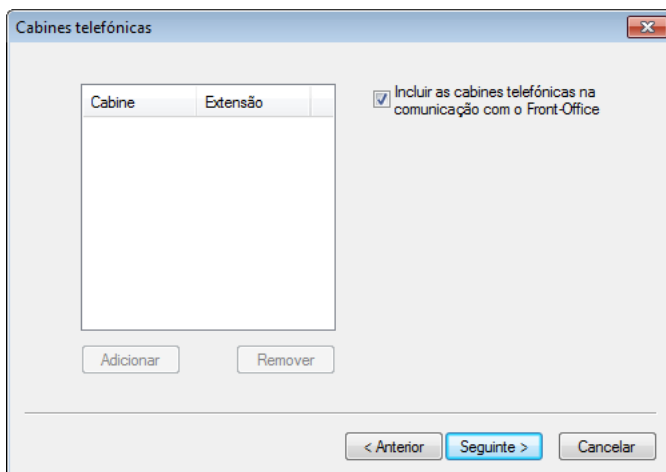 Cabines telefónicas
Cabine Extensão
Incluir as cabines telefónicas na
comunicação com o Front-Office
Adicionar Remover
< Anterior Seguinte > Cancelar